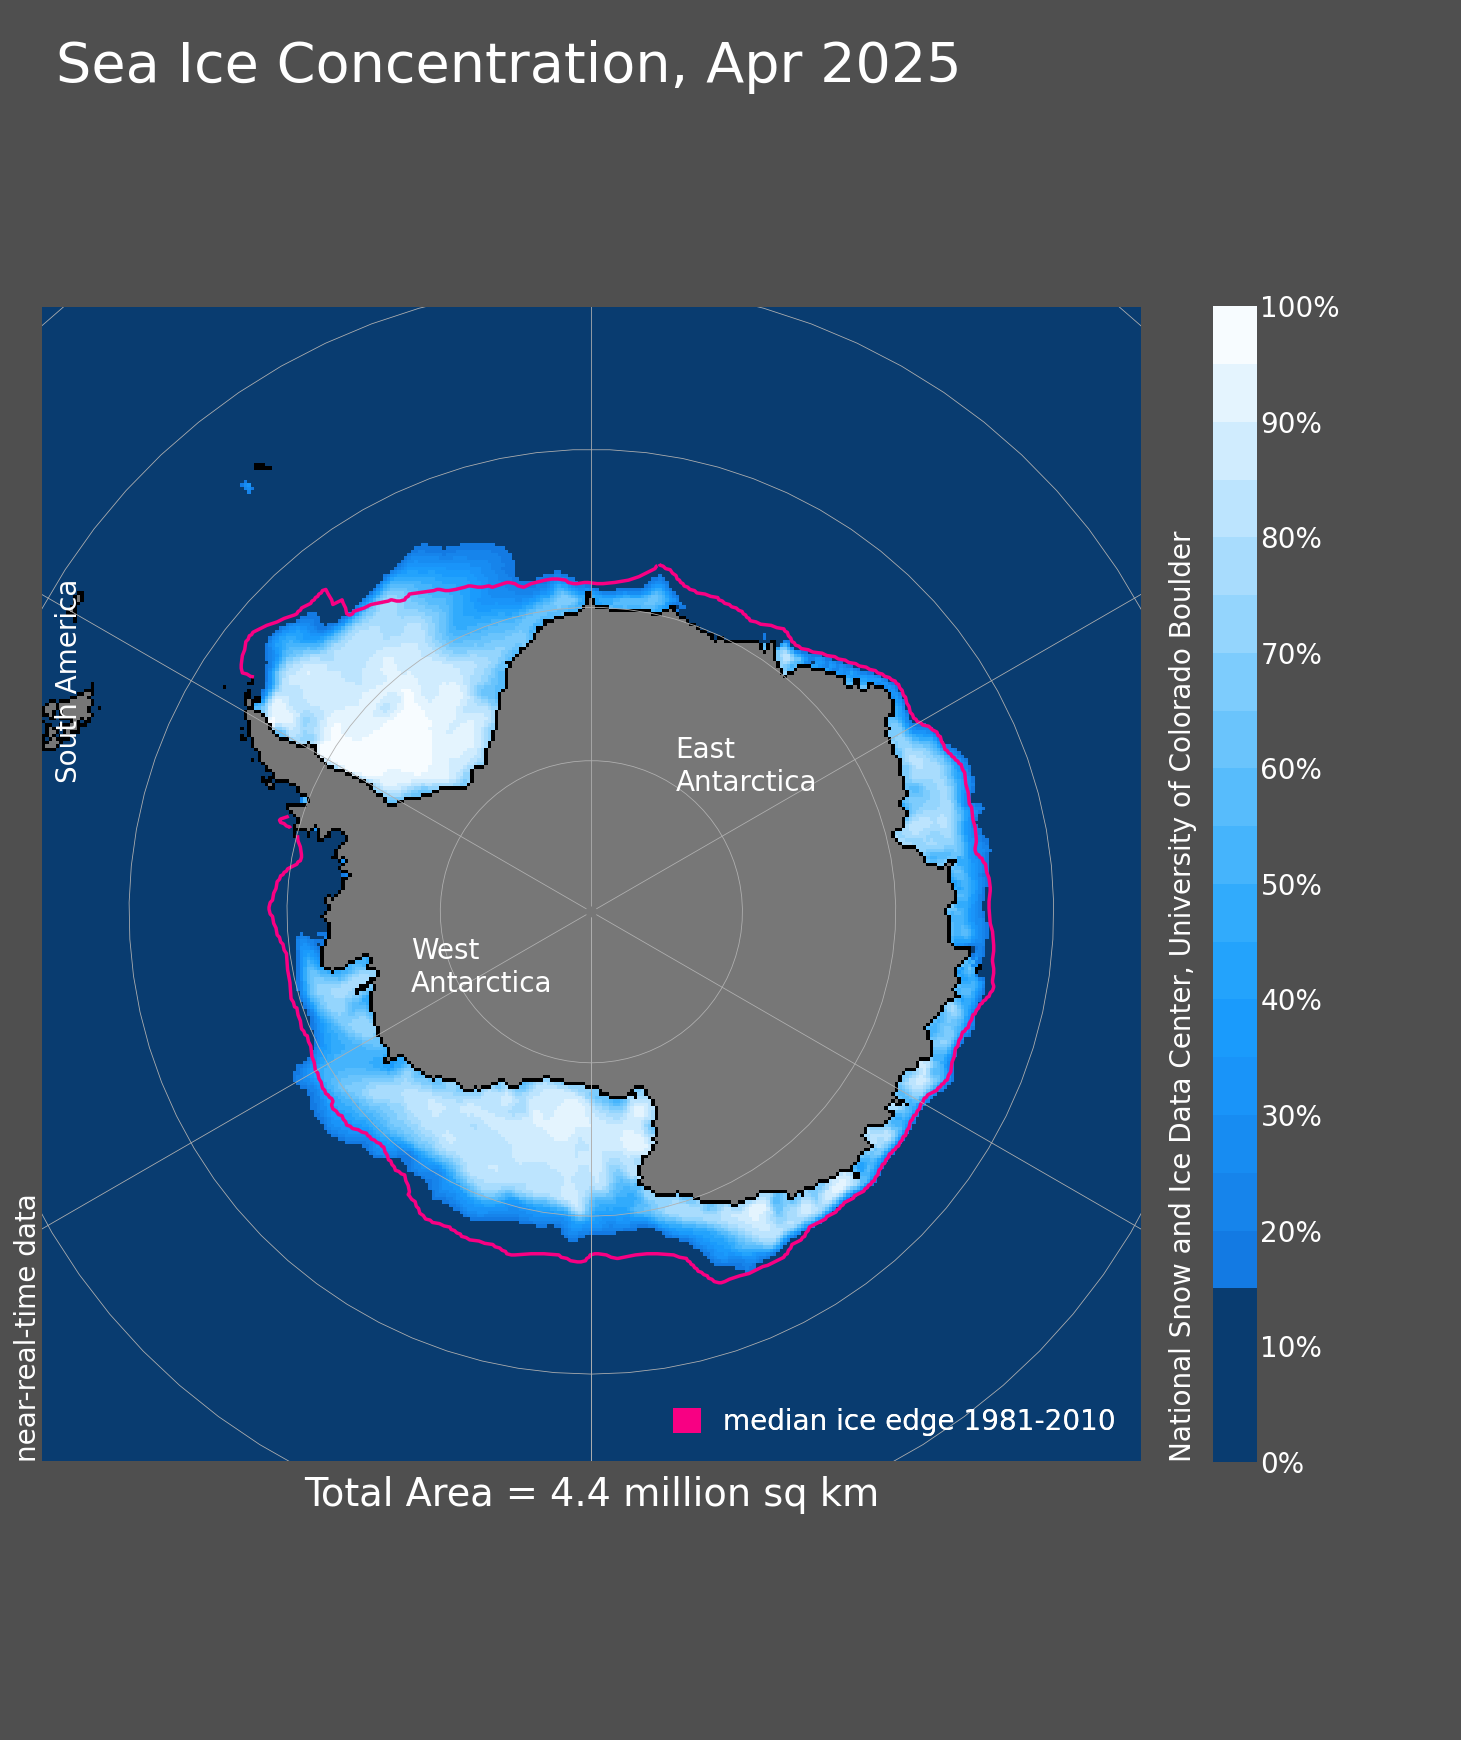 Sea Ice Concentration, Apr 2025
South America
East
Antarctica
West
Antarctica
near-real-time data
median ice edge 1981-2010
Total Area = 4.4 million sq km
National Snow and Ice Data Center, University of Colorado Boulder
100%
90%
80%
70%
60%
50%
40%
30%
20%
10%
0%